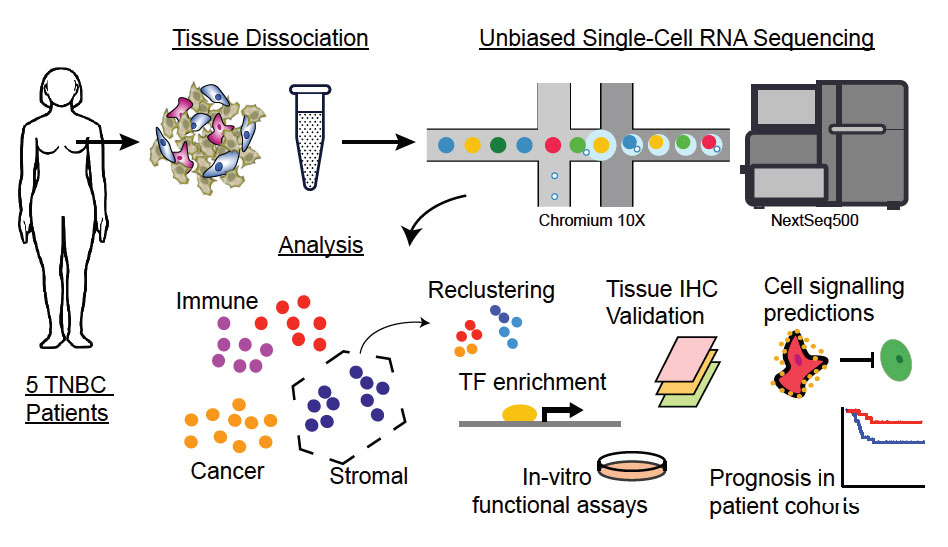 Tissue Dissociation
Unbiased Single-Cell RNA Sequencing
Chromium 10X
NextSeq500
5 TNBC
Patients
Analysis
Immune
Cancer
Stromal
Reclustering
TF enrichment
In-vitro
functional assays
Tissue IHC
Validation
Cell signalling
predictions
Prognosis in
patient cohorts